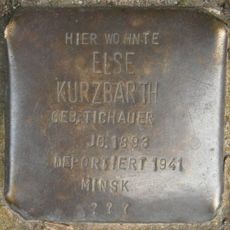 HIER WOHNTE
ELSE
KURZBARTH
GEB. TICHAUER
JG. 1893
DEPORTIERT 1941
MINSK
? ? ?